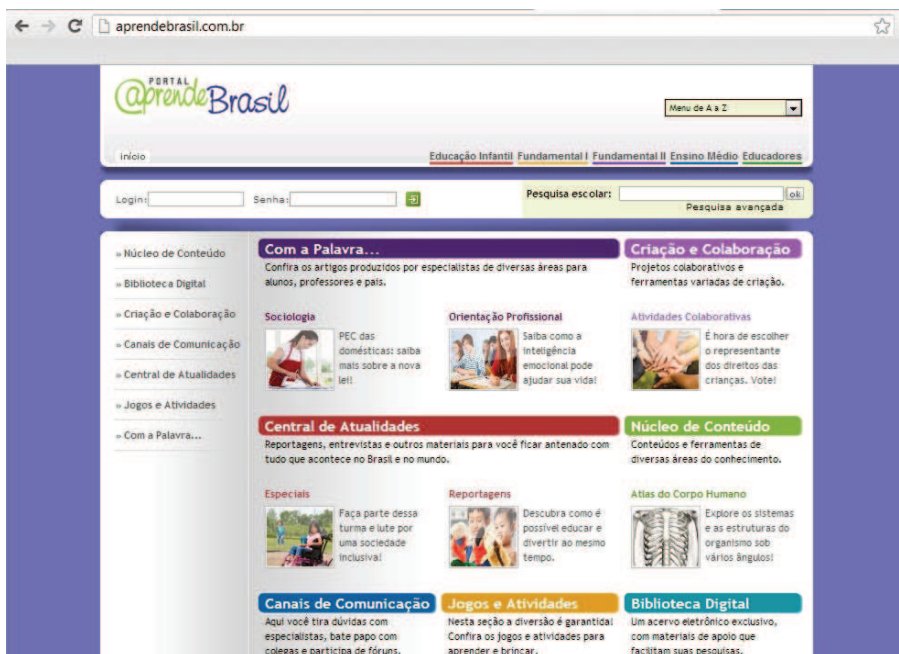 aprendebrasil.com.br
PORTAL
@prendeBrasil
Menu de A a Z
início
Educação Infantil Fundamental I Fundamental II Ensino Médio Educadores
Login: Senha: Pesquisa escolar: ok
Pesquisa avançada
» Núcleo de Conteúdo
» Biblioteca Digital
» Criação e Colaboração
» Canais de Comunicação
» Central de Atualidades
» Jogos e Atividades
» Com a Palavra...
Com a Palavra...
Confira os artigos produzidos por especialistas de diversas áreas para
alunos, professores e pais.
Sociologia
PEC das
domésticas: saiba
mais sobre a nova
lei!
Orientação Profissional
Saiba como a
inteligência
emocional pode
ajudar sua vida!
Criação e Colaboração
Projetos colaborativos e
ferramentas variadas de criação.
Atividades Colaborativas
É hora de escolher
o representante
dos direitos das
crianças. Vote!
Central de Atualidades
Reportagens, entrevistas e outros materiais para você ficar antenado com
tudo que acontece no Brasil e no mundo.
Especiais
Faça parte dessa
turma e lute por
uma sociedade
inclusiva!
Reportagens
Descubra como é
possível educar e
divertir ao mesmo
tempo.
Núcleo de Conteúdo
Conteúdos e ferramentas de
diversas áreas do conhecimento.
Atlas do Corpo Humano
Explore os sistemas
e as estruturas do
organismo sob
vários ângulos!
Canais de Comunicação
Aqui você tira dúvidas com
especialistas, bate papo com
colegas e participa de fóruns.
Jogos e Atividades
Nesta seção a diversão é garantida!
Confira os jogos e atividades para
aprender e brincar.
Biblioteca Digital
Um acervo eletrônico exclusivo,
com materiais de apoio que
facilitam suas pesquisas.